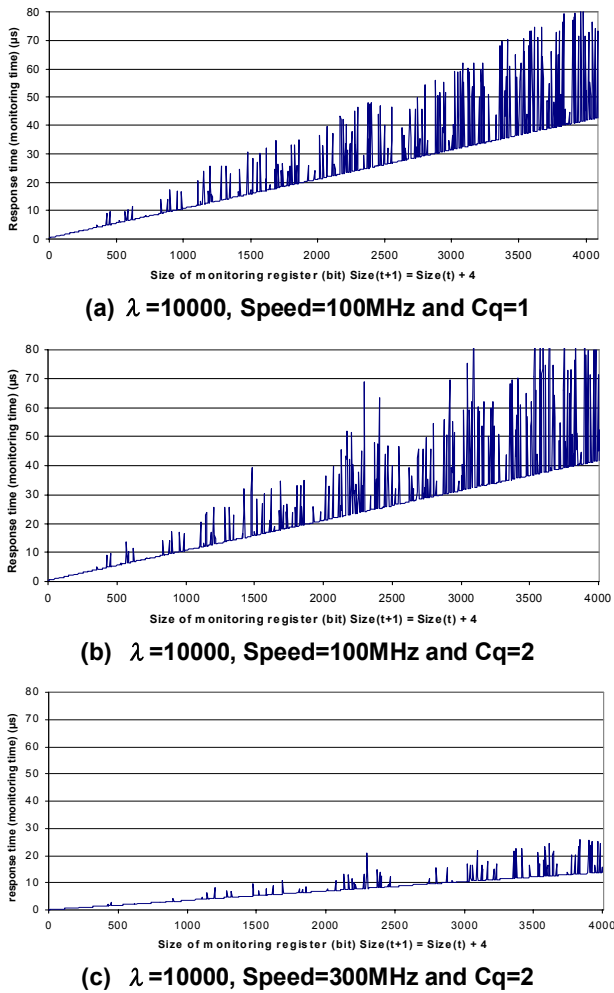 Response time (monitoring time) (µs)
80
70
60
50
40
30
20
10
0
0 500 1000 1500 2000 2500 3000 3500 4000
Size of monitoring register (bit) Size(t+1) = Size(t) + 4
(a) λ =10000, Speed=100MHz and Cq=1
Response time (monitoring time) (µs)
80
70
60
50
40
30
20
10
0
0 500 1000 1500 2000 2500 3000 3500 4000
Size of monitoring register (bit) Size(t+1) = Size(t) + 4
(b) λ =10000, Speed=100MHz and Cq=2
response time (monitoring time) (µs)
80
70
60
50
40
30
20
10
0
0 500 1000 1500 2000 2500 3000 3500 4000
Size of monitoring register (bit) Size(t+1) = Size(t) + 4
(c) λ =10000, Speed=300MHz and Cq=2